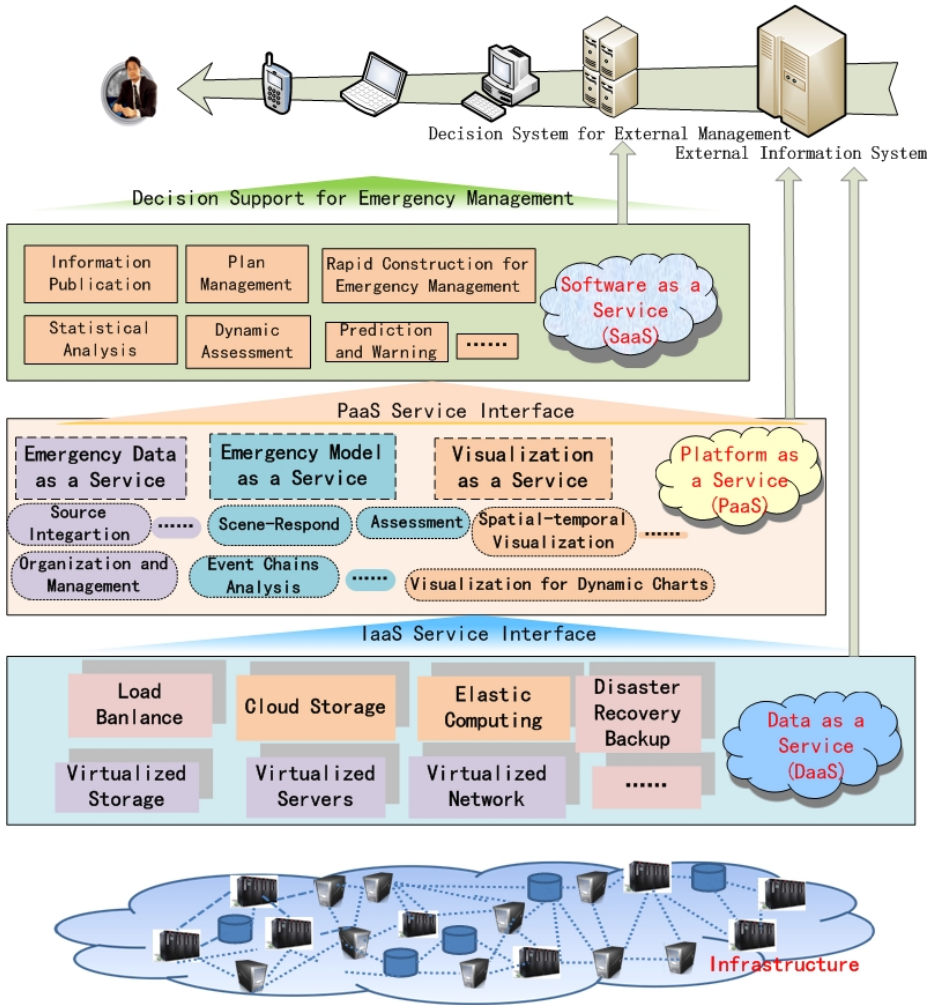 Decision System for External Management
External Information System
Decision Support for Emergency Management
Information
Publication
Plan
Management
Rapid Construction for
Emergency Management
Statistical
Analysis
Dynamic
Assessment
Prediction
and Warning
……
Software as a
Service
(SaaS)
PaaS Service Interface
Emergency Data
as a Service
Emergency Model
as a Service
Visualization
as a Service
Platform as
a Service
(PaaS)
Source
Integartion
……
Scene-Respond
Assessment
Spatial-temporal
Visualization
……
Organization and
Management
Event Chains
Analysis
……
Visualization for Dynamic Charts
IaaS Service Interface
Load
Banlance
Cloud Storage
Elastic
Computing
Disaster
Recovery
Backup
Data as a
Service
(DaaS)
Virtualized
Storage
Virtualized
Servers
Virtualized
Network
……
Infrastructure